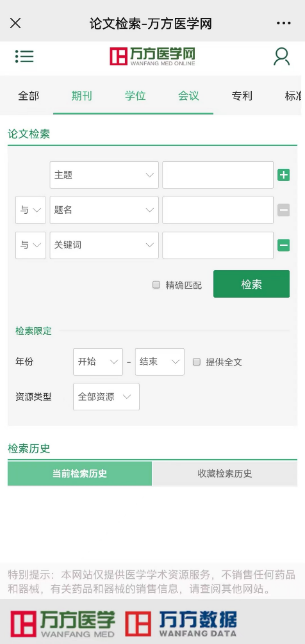 论文检索-万方医学网
万方医学网
WANFANG MED ONLINE
全部 期刊 学位 会议 专利 标准
论文检索
主题
与 题名
与 关键词
精确匹配 检索
检索限定
年份 开始 - 结束 提供全文
资源类型 全部资源
检索历史
当前检索历史 收藏检索历史
特别提示：本网站仅提供医学学术资源服务，不销售任何药品
和器械，有关药品和器械的销售信息，请查阅其他网站。
万方医学 万方数据
WANFANG MED WANFANG DATA